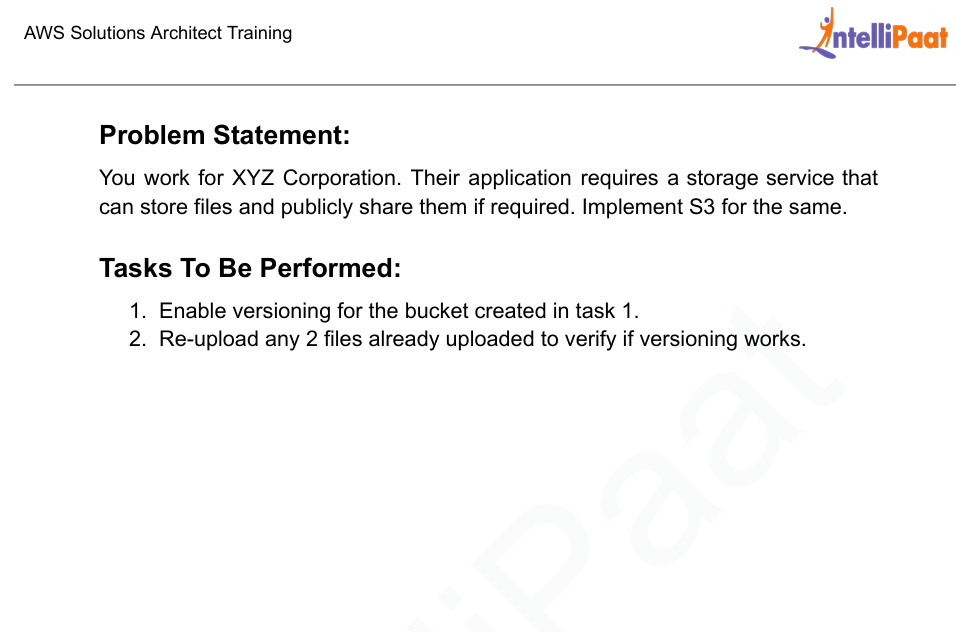 AWS Solutions Architect Training
IntelliPaat
Problem Statement:
You work for XYZ Corporation. Their application requires a storage service that
can store files and publicly share them if required. Implement S3 for the same.
Tasks To Be Performed:
1. Enable versioning for the bucket created in task 1.
2. Re-upload any 2 files already uploaded to verify if versioning works.
lliPaat